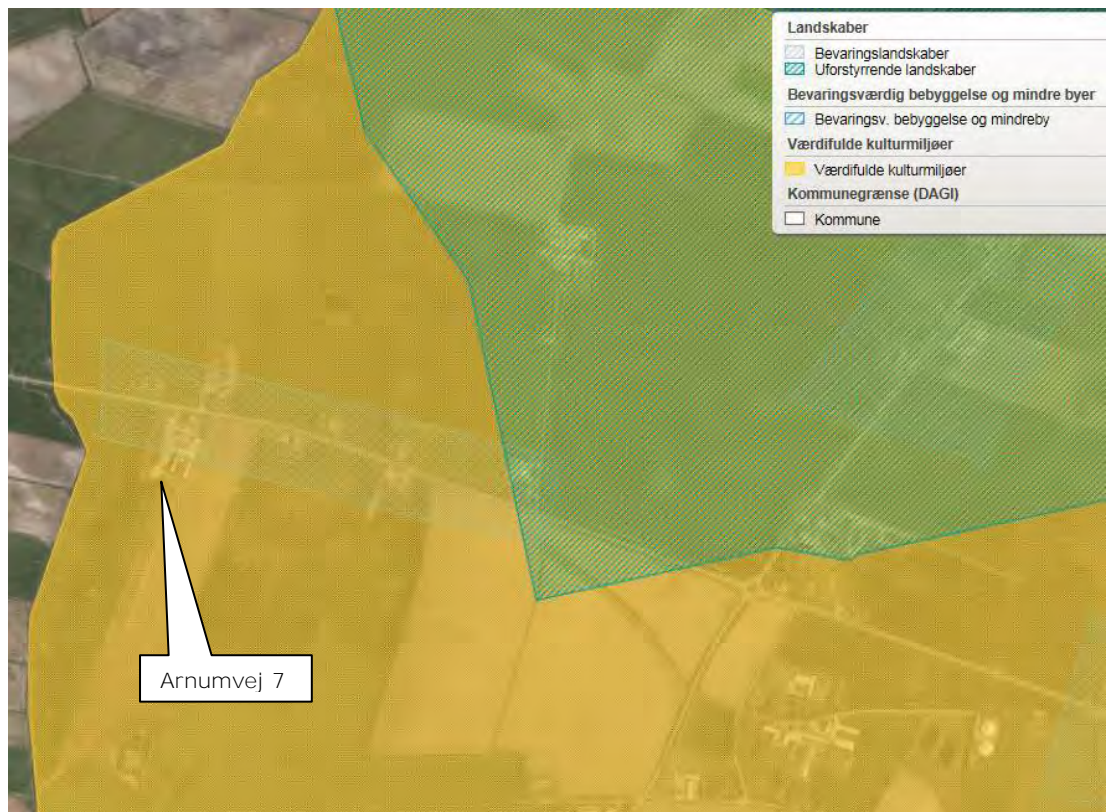 Landskaber
Bevaringslandskaber
Uforstyrrende landskaber
Bevaringsværdig bebyggelse og mindre byer
Bevaringsv. bebyggelse og mindreby
Værdifulde kulturmiljøer
Værdifulde kulturmiljøer
Kommunegrænse (DAGI)
Kommune
Arnumvej 7